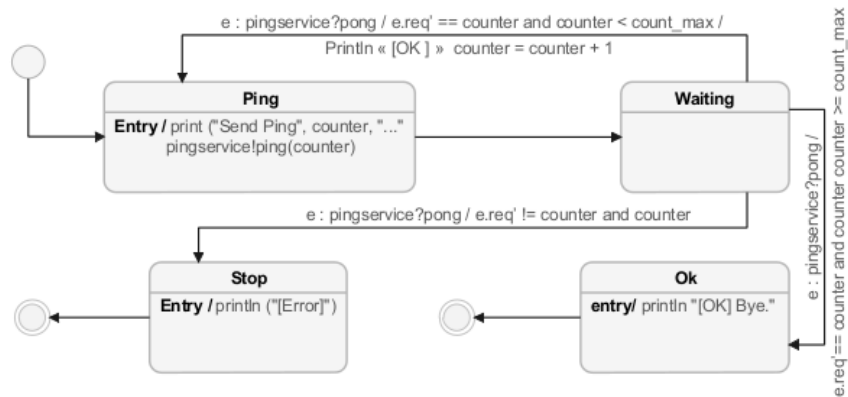 e : pingservice?pong / e.req' == counter and counter < count_max /
Println « [OK ] »  counter = counter + 1
Ping
Entry / print ("Send Ping", counter, "..."
pingservice!ping(counter)
Waiting
e : pingservice?pong /
e.req'== counter and counter counter >= count_max
e : pingservice?pong / e.req' != counter and counter
Stop
Entry / println ("[Error]")
Ok
entry/ println "[OK] Bye."